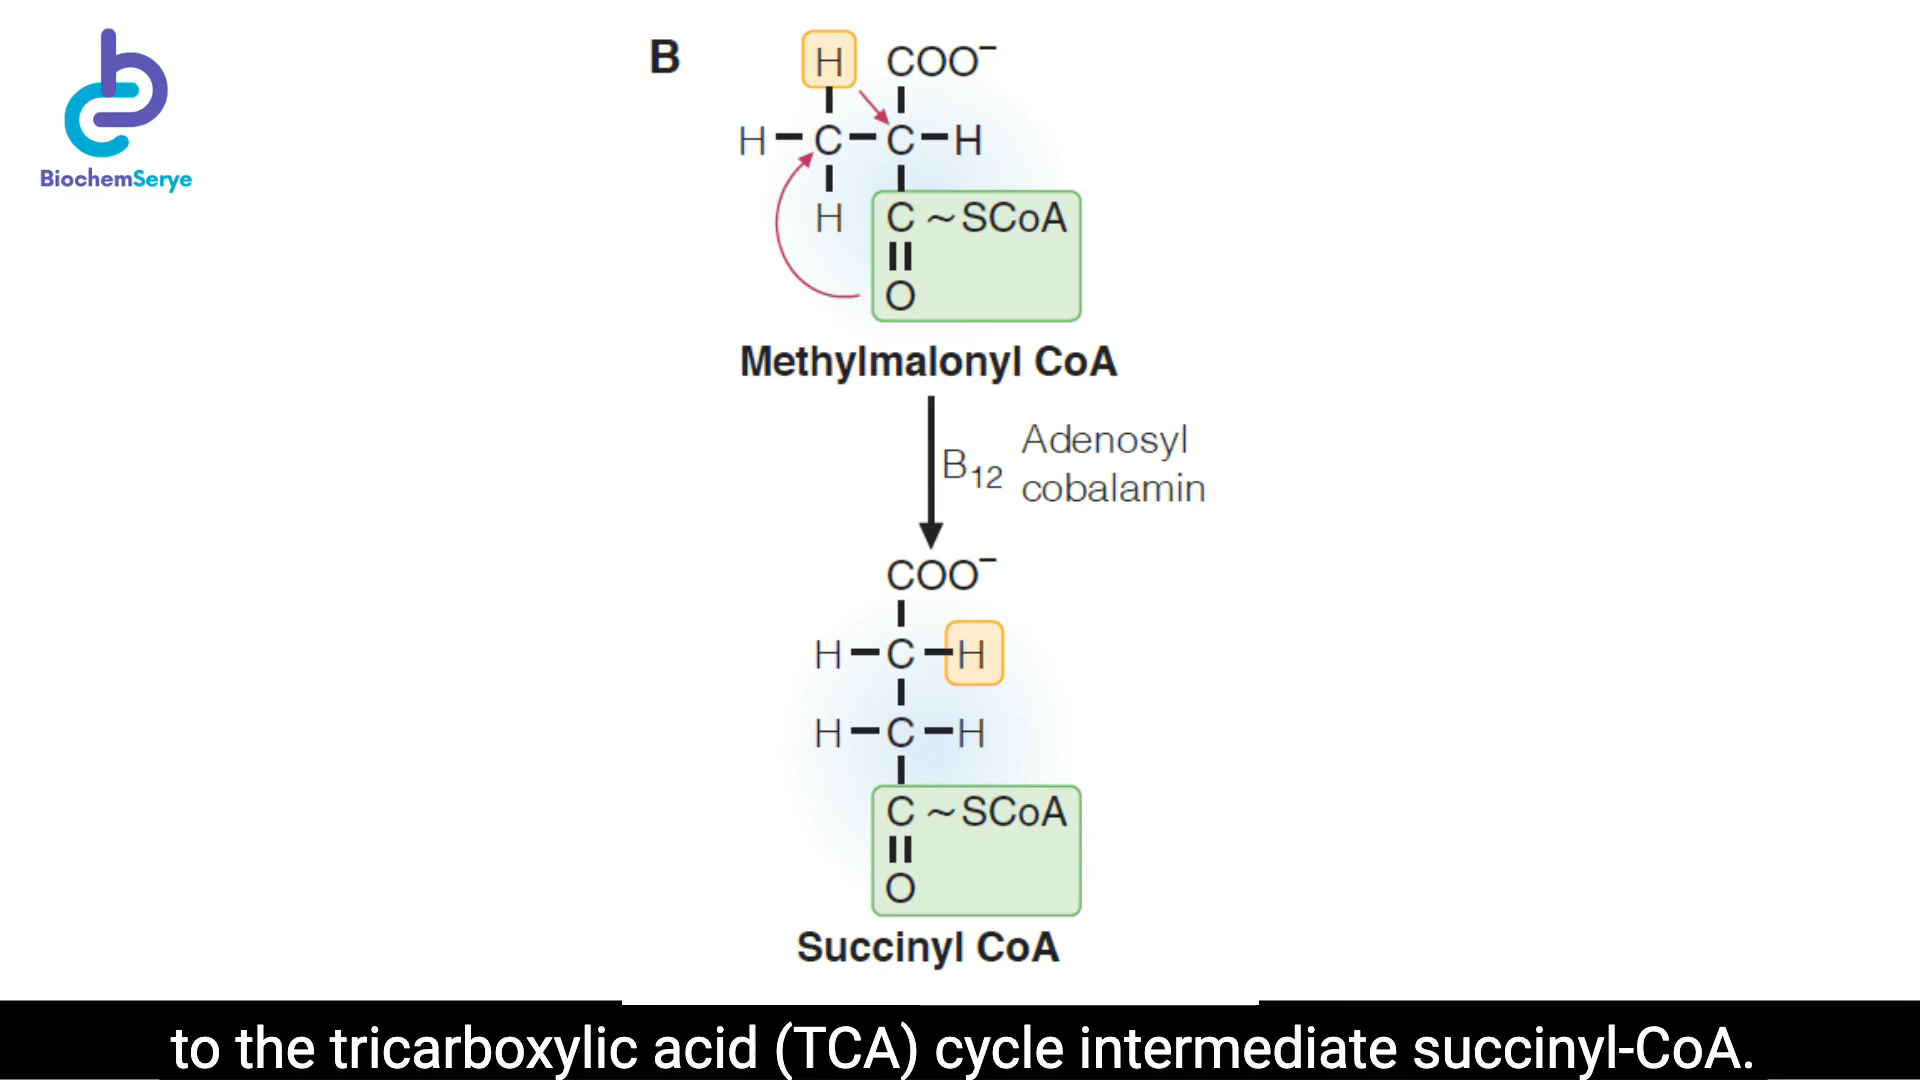 BiochemSerye
B
H COO⁻
H–C–C–H
H C ~ SCoA
O
Methylmalonyl CoA
B₁₂ Adenosyl
cobalamin
COO⁻
H–C–H
H–C–H
C ~ SCoA
O
Succinyl CoA
to the tricarboxylic acid (TCA) cycle intermediate succinyl-CoA.